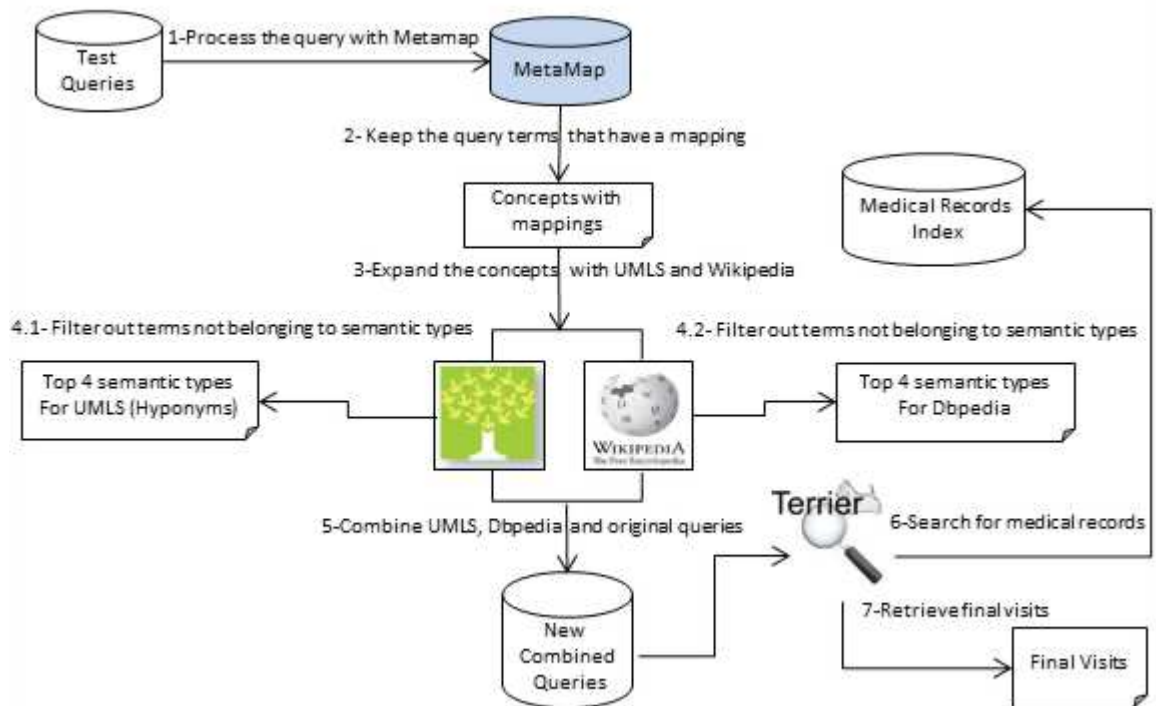 1-Process the query with Metamap
Test
Queries
MetaMap
2- Keep the query terms that have a mapping
Concepts with
mappings
Medical Records
Index
3-Expand the concepts with UMLS and Wikipedia
4.1- Filter out terms not belonging to semantic types
4.2- Filter out terms not belonging to semantic types
Top 4 semantic types
For UMLS (Hyponyms)
WIKIPEDIA
The Free Encyclopedia
Top 4 semantic types
For Dbpedia
5-Combine UMLS, Dbpedia and original queries
Terrier
6-Search for medical records
New
Combined
Queries
7-Retrieve final visits
Final Visits